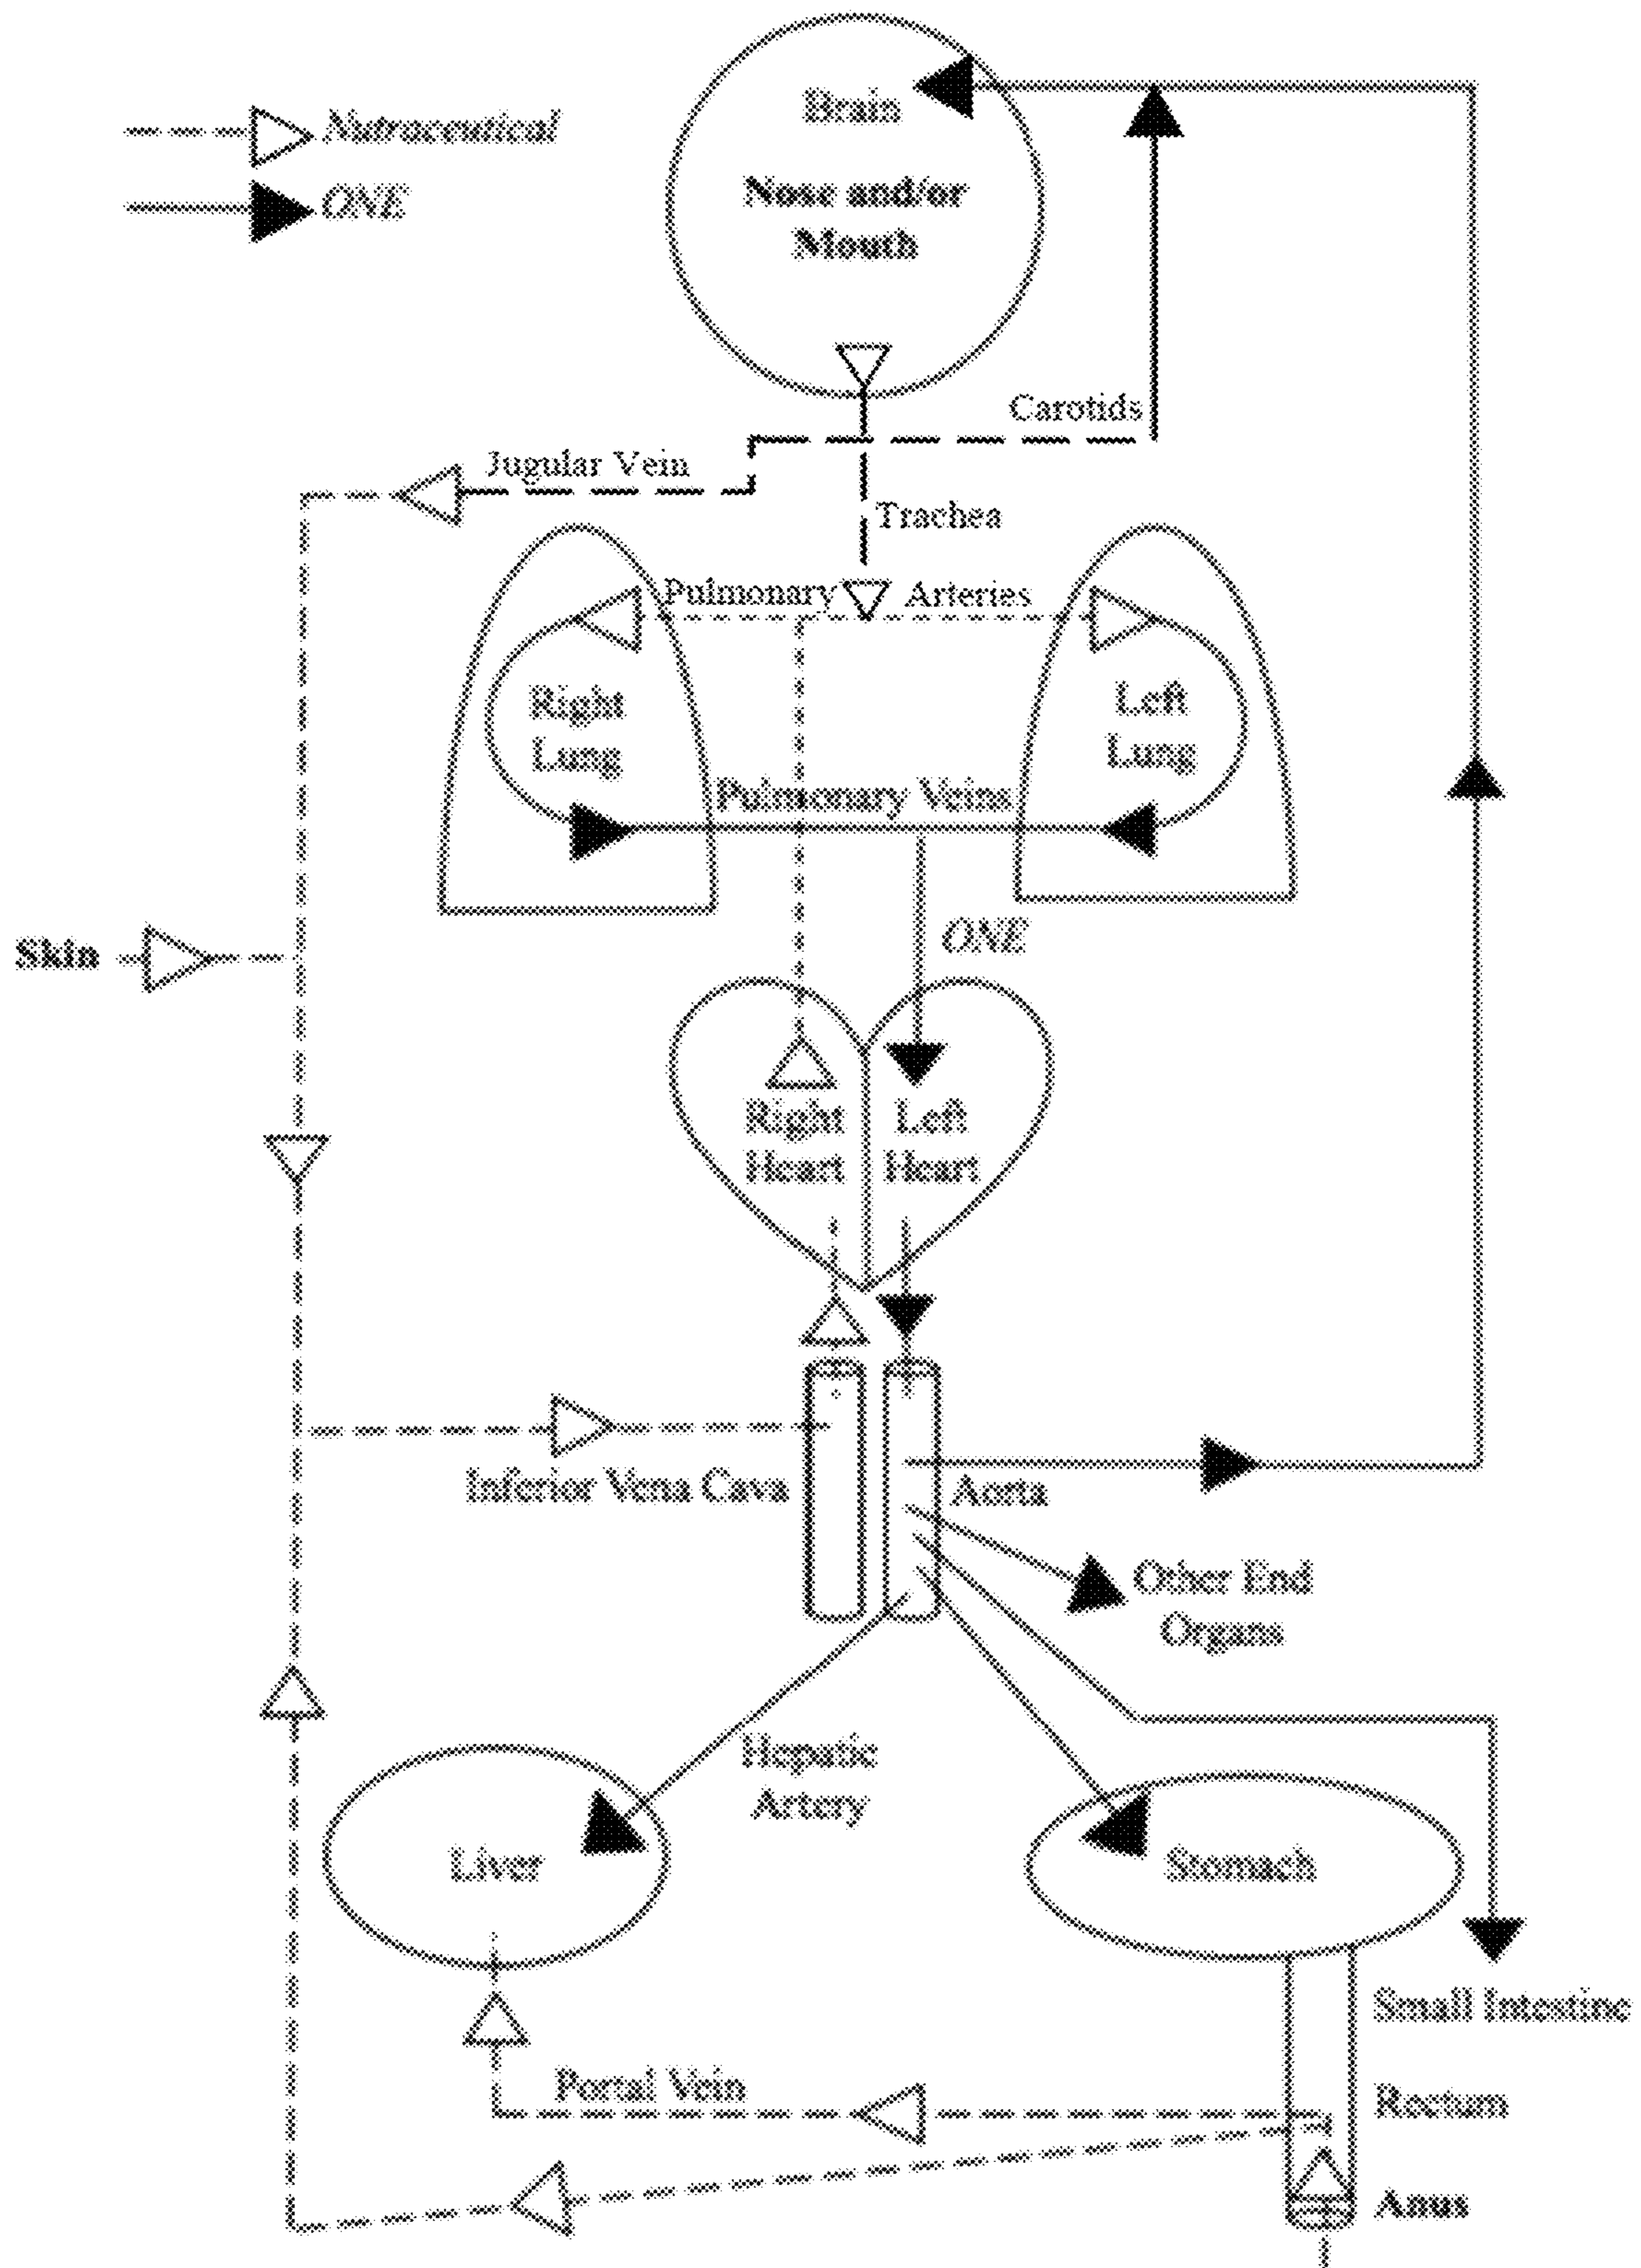 Nutraceutical
ONE
Brain
Nose and/or
Mouth
Carotids
Jugular Vein
Trachea
Pulmonary Arteries
Right
Lung
Left
Lung
Pulmonary Veins
Skin
ONE
Right
Heart
Left
Heart
Inferior Vena Cava
Aorta
Other End
Organs
Hepatic
Artery
Liver
Stomach
Small Intestine
Portal Vein
Rectum
Anus